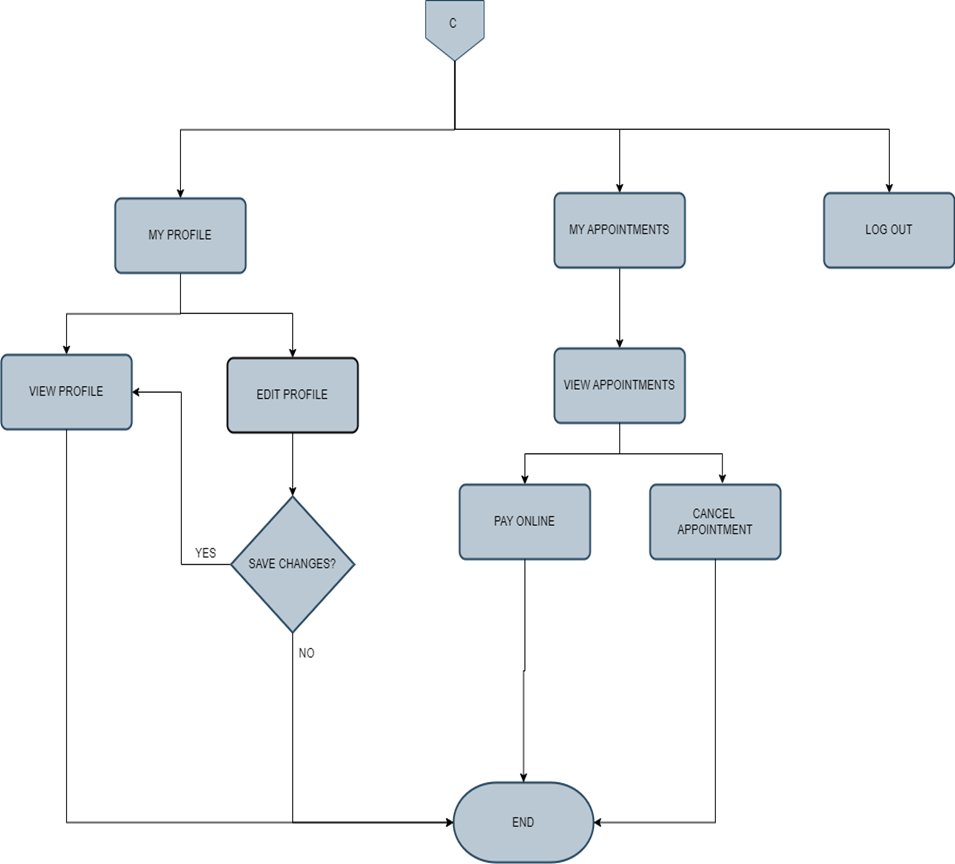 C
MY PROFILE
MY APPOINTMENTS
LOG OUT
VIEW PROFILE
EDIT PROFILE
VIEW APPOINTMENTS
PAY ONLINE
CANCEL
APPOINTMENT
YES
SAVE CHANGES?
NO
END